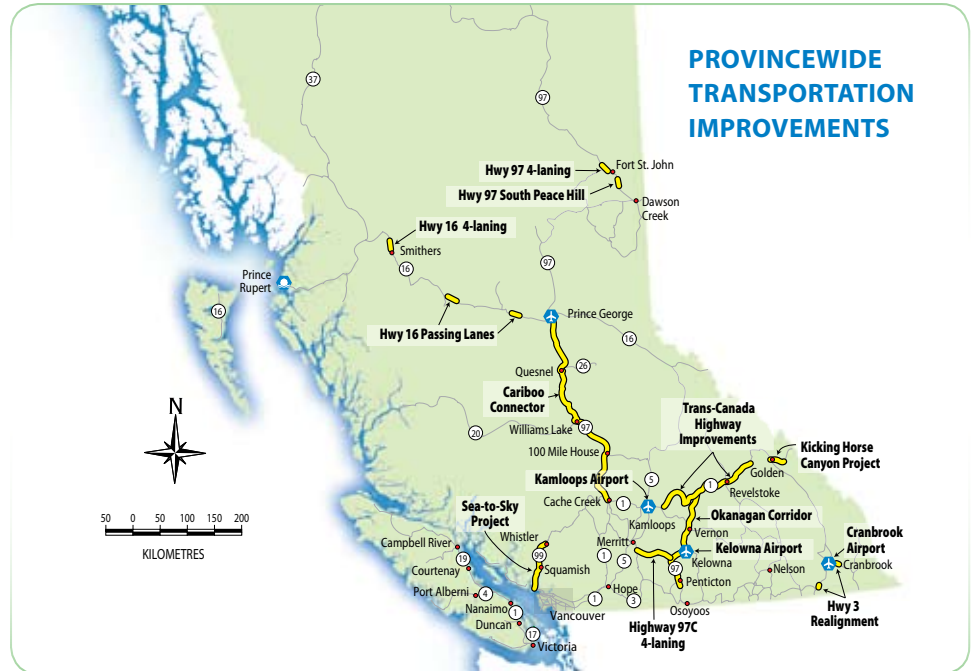 PROVINCEWIDE
TRANSPORTATION
IMPROVEMENTS
37
97
Hwy 97 4-laning
Fort St. John
Hwy 97 South Peace Hill
Dawson
Creek
Hwy 16 4-laning
Smithers
16
97
Prince
Rupert
16
Hwy 16 Passing Lanes
Prince George
16
Quesnel
26
Cariboo
Connector
Williams Lake
97
20
100 Mile House
Trans-Canada
Highway
Improvements
Kicking Horse
Canyon Project
Golden
Kamloops Airport
5
1
Revelstoke
Cache Creek
1
Kamloops
Okanagan Corridor
Vernon
N
50 0 50 100 150 200
KILOMETRES
Sea-to-Sky
Project
Whistler
99
Squamish
Merritt
1
5
Kelowna Airport
Kelowna
97
Penticton
Cranbrook
Airport
Cranbrook
Nelson
Campbell River
19
Courtenay
Port Alberni
4
Nanaimo
1
Duncan
17
Victoria
Vancouver
1
Hope
3
Osoyoos
Highway 97C
4-laning
Hwy 3
Realignment